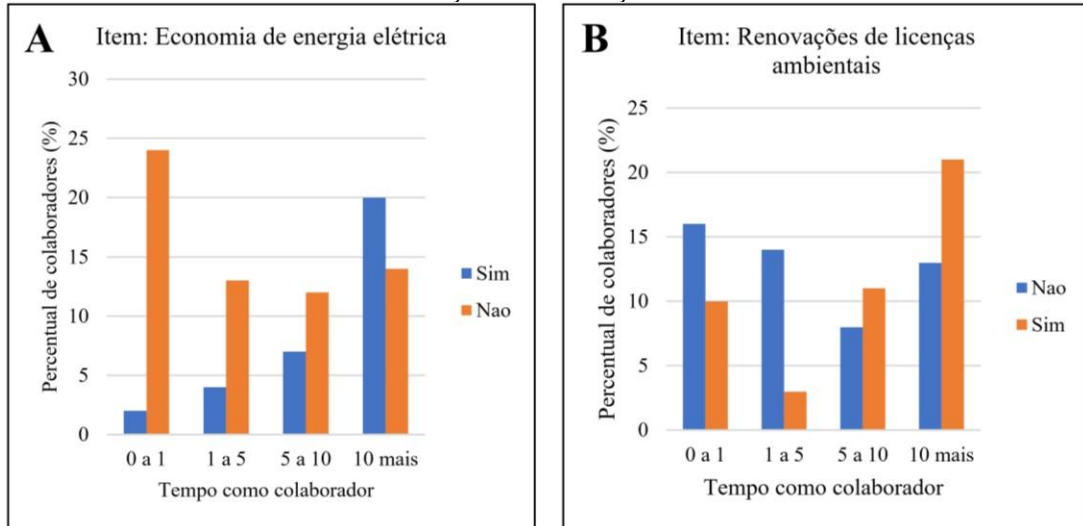 A
Item: Economia de energia elétrica
Percentual de colaboradores (%)
30
25
20
15
10
5
0
0 a 1
1 a 5
5 a 10
10 mais
Tempo como colaborador
Sim
Nao
B
Item: Renovações de licenças
ambientais
Percentual de colaboradores (%)
25
20
15
10
5
0
0 a 1
1 a 5
5 a 10
10 mais
Tempo como colaborador
Nao
Sim